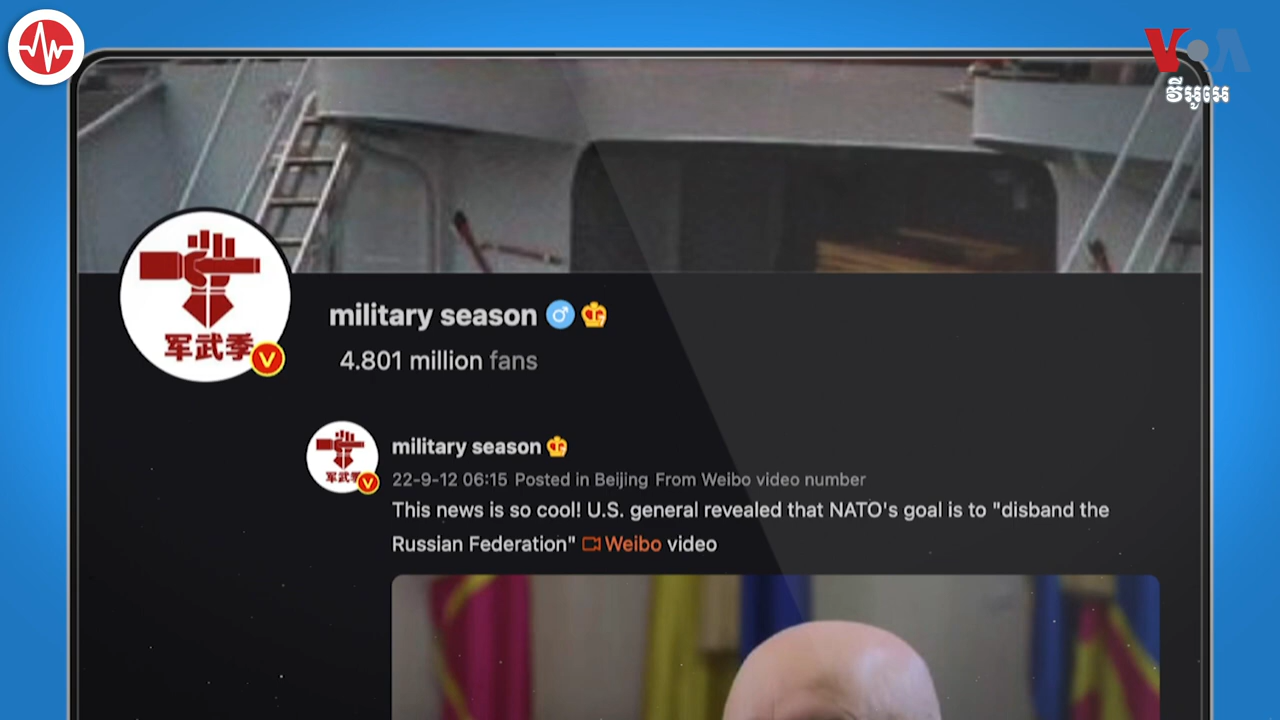 VOA
វីអូអេ
军武季
military season
4.801 million fans
军武季
military season
22-9-12 06:15 Posted in Beijing From Weibo video number
This news is so cool! U.S. general revealed that NATO's goal is to "disband the
Russian Federation" Weibo video